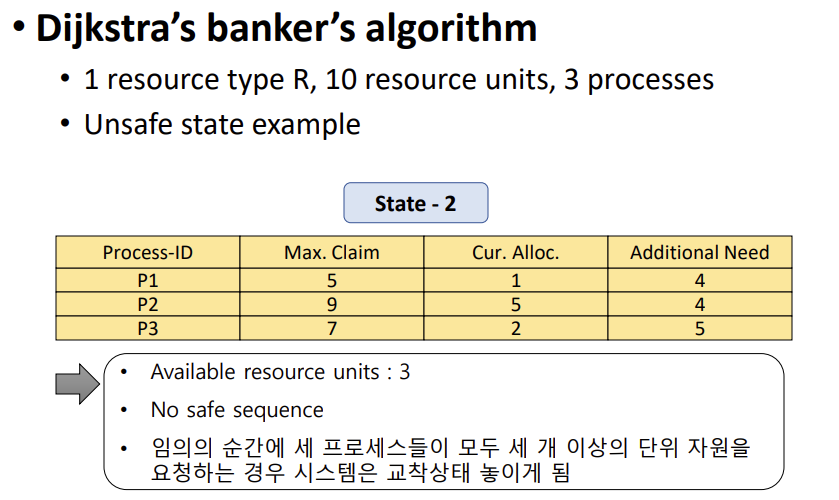 • Dijkstra's banker's algorithm
• 1 resource type R, 10 resource units, 3 processes
• Unsafe state example
State - 2
Process-ID Max. Claim Cur. Alloc. Additional Need
P1 5 1 4
P2 9 5 4
P3 7 2 5
• Available resource units : 3
• No safe sequence
• 임의의 순간에 세 프로세스들이 모두 세 개 이상의 단위 자원을
요청하는 경우 시스템은 교착상태 놓이게 됨